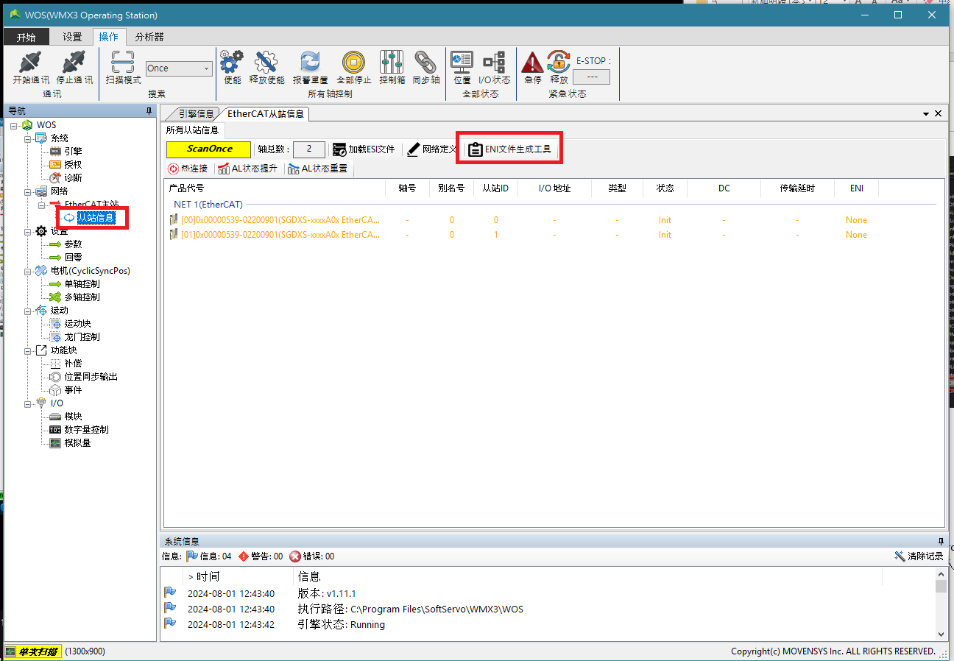 WOS(WMX3 Operating Station)
开始 设置 操作 分析器
开始通讯 停止通讯 扫描模式 Once 使能 释放使能 报警重置 全部停止 控制箱 同步轴 位置 I/O状态 急停 释放 E-STOP : ---
通讯 搜索 所有轴控制 全部状态 紧急状态
导航
WOS
系统
引擎
授权
诊断
网络
EtherCAT主站
从站信息
设置
参数
回零
电机(CyclicSyncPos)
单轴控制
多轴控制
运动
运动块
龙门控制
功能块
补偿
位置同步输出
事件
I/O
模块
数字量控制
模拟量
引擎信息 EtherCAT从站信息
所有从站信息
ScanOnce 轴总数 : 2 加载ESI文件 网络定义 ENI文件生成工具
热连接 AL状态提升 AL状态重置
产品代号 轴号 别名号 从站ID I/O 地址 类型 状态 DC 传输延时 ENI
NET 1(EtherCAT)
[00]0x00000539-02200901(SGDXS-xxxxA0x EtherCA... - 0 0 - - Init - - None
[01]0x00000539-02200901(SGDXS-xxxxA0x EtherCA... - 0 1 - - Init - - None
系统信息
信息: 信息: 04 警告: 00 错误: 00 清除记录
> 时间 信息
2024-08-01 12:43:40 版本: v1.11.1
2024-08-01 12:43:40 执行路径: C:\Program Files\SoftServo\WMX3\WOS
2024-08-01 12:43:42 引擎状态: Running
单次扫描 (1300x900) Copyright(c) MOVENSYS Inc. ALL RIGHTS RESERVED.